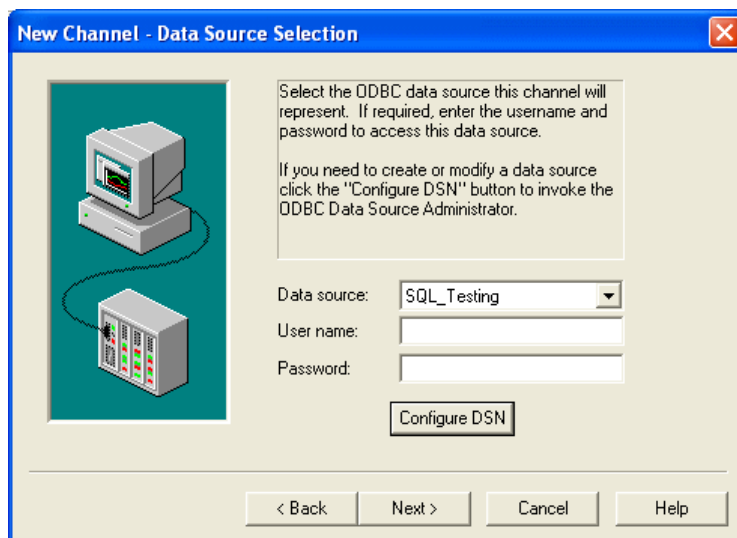 New Channel - Data Source Selection
Select the ODBC data source this channel will
represent. If required, enter the username and
password to access this data source.
If you need to create or modify a data source
click the "Configure DSN" button to invoke the
ODBC Data Source Administrator.
Data source:
SQL_Testing
User name:
Password:
Configure DSN
< Back
Next >
Cancel
Help